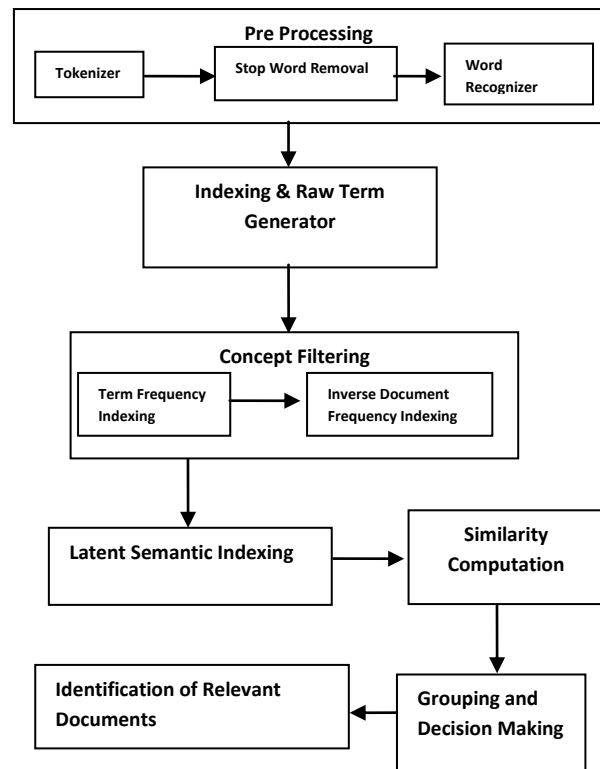 Pre Processing
Tokenizer
Stop Word Removal
Word
Recognizer
Indexing & Raw Term
Generator
Concept Filtering
Term Frequency
Indexing
Inverse Document
Frequency Indexing
Latent Semantic Indexing
Similarity
Computation
Identification of Relevant
Documents
Grouping and
Decision Making